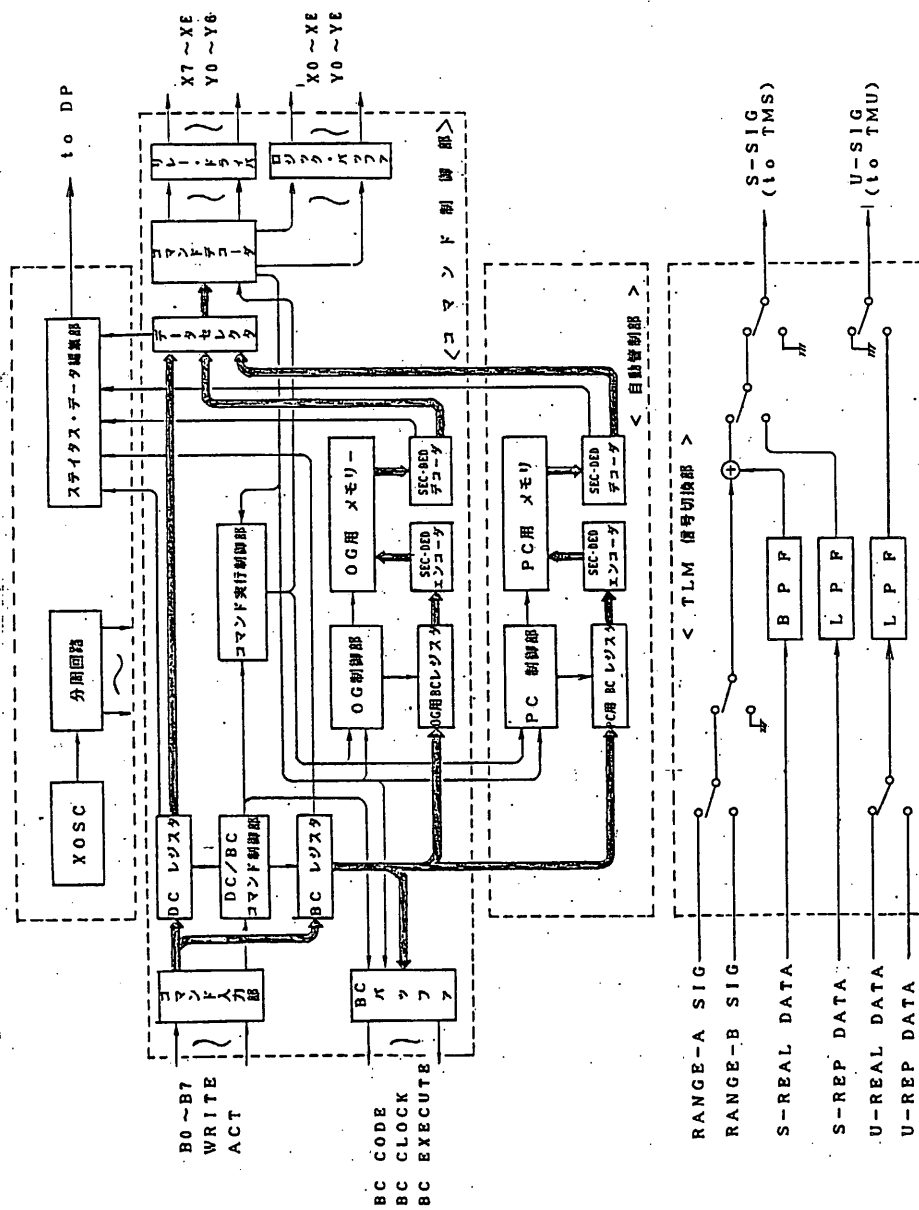 to DP
ステイタス・データ編集部
分周回路
XOSC
X7~XE
Y0~Y6
X0~XE
Y0~YE
リレー・ドライバ
ロジック・バッファ
コマンドデコーダ
データセレクタ
コマンド実行制御部
OG用 メモリー
SEC-DED
デコーダ
SEC-DED
エンコーダ
OG 制御部
OG用BCレジスタ
DC レジスタ
DC/BC
コマンド制御部
BC レジスタ
コマンド入力部
BC バッファ
<コマンド制御部>
B0~B7
WRITE
ACT
BC CODE
BC CLOCK
BC EXECUTE
PC用 メモリ
SEC-DED
デコーダ
SEC-DED
エンコーダ
PC 制御部
PC用 BC レジスタ
< 自動管制部 >
< TLM 信号切換部 >
S-SIG
(to TMS)
U-SIG
(to TMU)
B P F
L P F
L P F
RANGE-A SIG
RANGE-B SIG
S-REAL DATA
S-REP DATA
U-REAL DATA
U-REP DATA